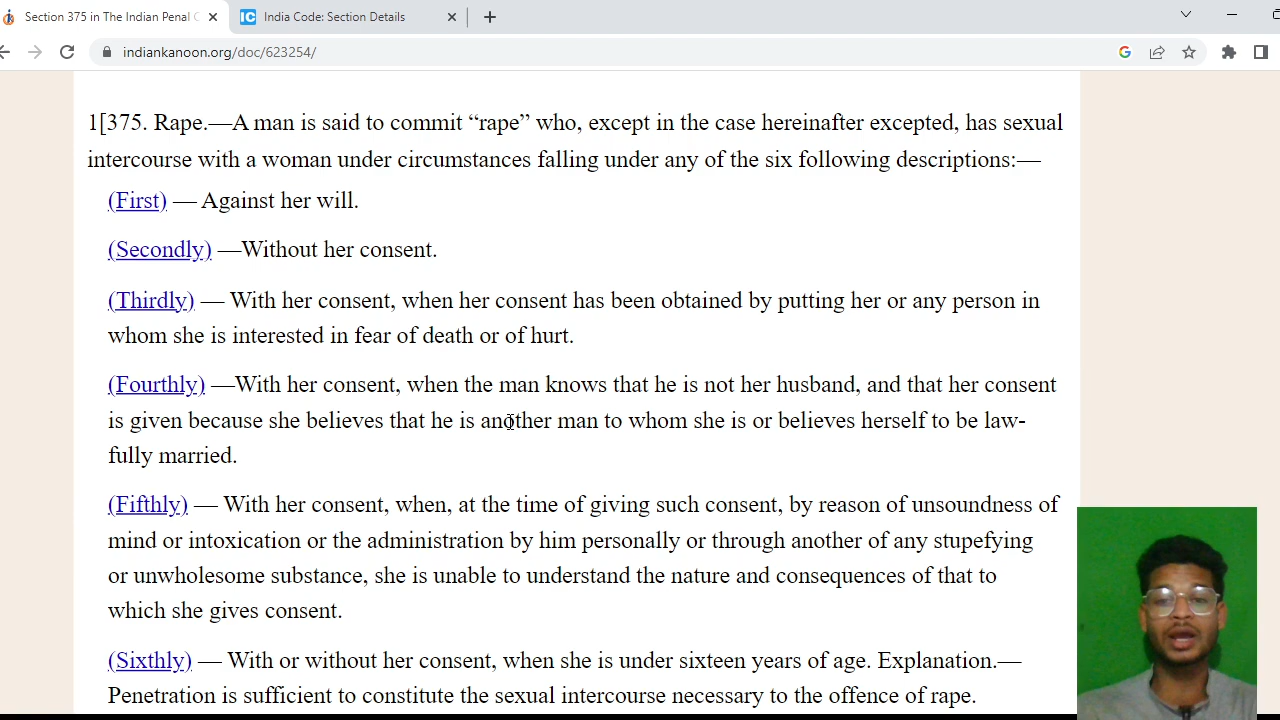 Section 375 in The Indian Penal C
India Code: Section Details
indiankanoon.org/doc/623254/
1[375. Rape.—A man is said to commit “rape” who, except in the case hereinafter excepted, has sexual
intercourse with a woman under circumstances falling under any of the six following descriptions:—
(First) — Against her will.
(Secondly) —Without her consent.
(Thirdly) — With her consent, when her consent has been obtained by putting her or any person in
whom she is interested in fear of death or of hurt.
(Fourthly) —With her consent, when the man knows that he is not her husband, and that her consent
is given because she believes that he is another man to whom she is or believes herself to be law-
fully married.
(Fifthly) — With her consent, when, at the time of giving such consent, by reason of unsoundness of
mind or intoxication or the administration by him personally or through another of any stupefying
or unwholesome substance, she is unable to understand the nature and consequences of that to
which she gives consent.
(Sixthly) — With or without her consent, when she is under sixteen years of age. Explanation.—
Penetration is sufficient to constitute the sexual intercourse necessary to the offence of rape.